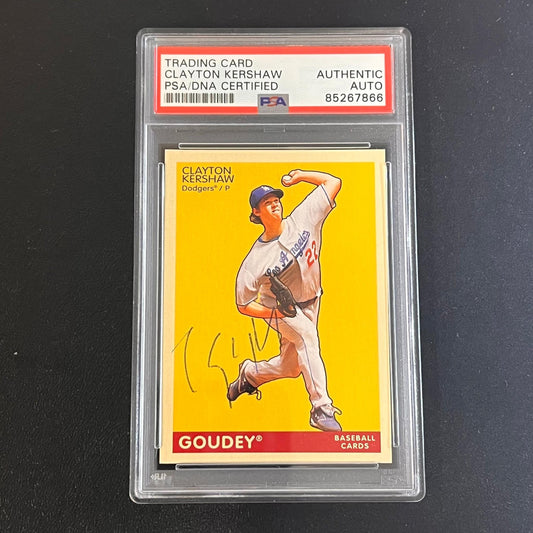 TRADING CARD
CLAYTON KERSHAW
PSA/DNA CERTIFIED
AUTHENTIC
AUTO
85267866
PSA
CLAYTON
KERSHAW
Dodgers® / P
Los Angeles
22
GOUDEY®
BASEBALL
CARDS